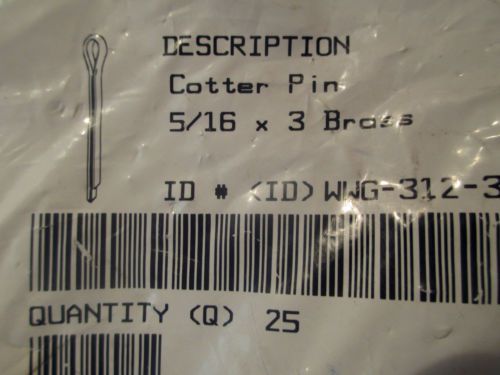 DESCRIPTION
Cotter Pin
5/16 x 3 Brass
ID # (ID) WWG-312-3
QUANTITY (Q) 25